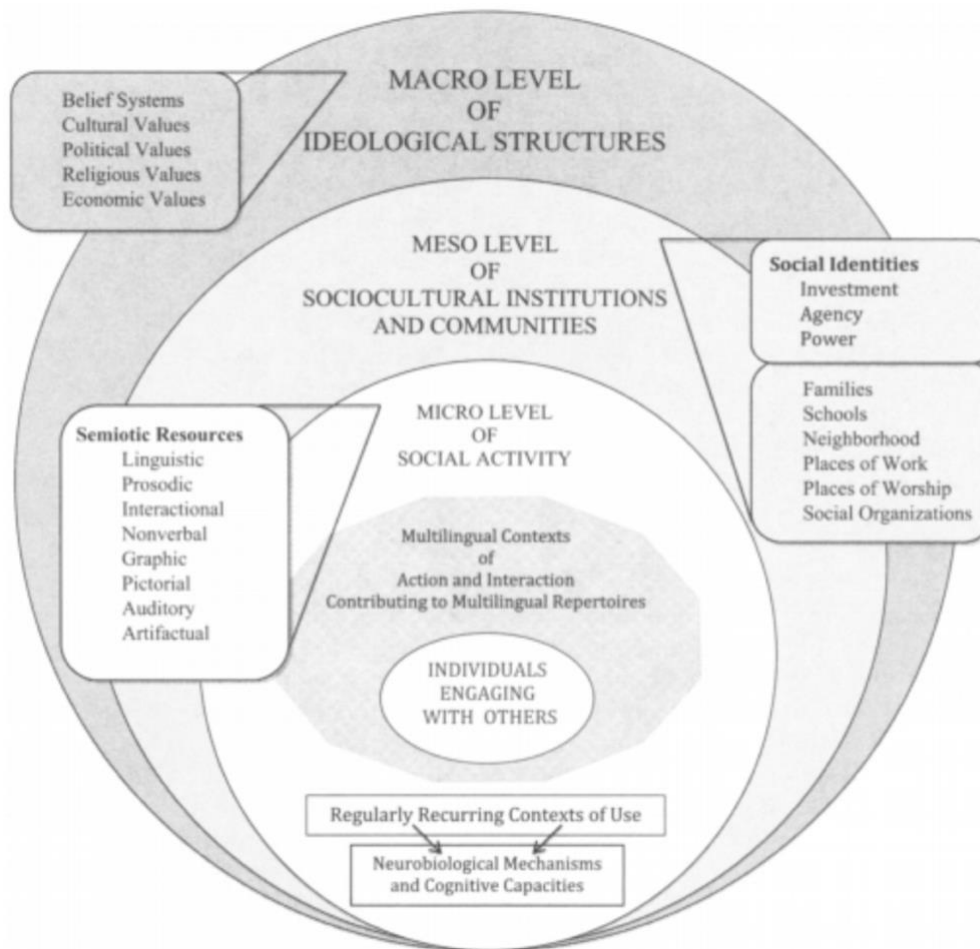 MACRO LEVEL
OF
IDEOLOGICAL STRUCTURES
Belief Systems
Cultural Values
Political Values
Religious Values
Economic Values
MESO LEVEL
OF
SOCIOCULTURAL INSTITUTIONS
AND COMMUNITIES
Social Identities
Investment
Agency
Power
Families
Schools
Neighborhood
Places of Work
Places of Worship
Social Organizations
MICRO LEVEL
OF
SOCIAL ACTIVITY
Semiotic Resources
Linguistic
Prosodic
Interactional
Nonverbal
Graphic
Pictorial
Auditory
Artifactual
Multilingual Contexts
of
Action and Interaction
Contributing to Multilingual Repertoires
INDIVIDUALS
ENGAGING
WITH OTHERS
Regularly Recurring Contexts of Use
Neurobiological Mechanisms
and Cognitive Capacities